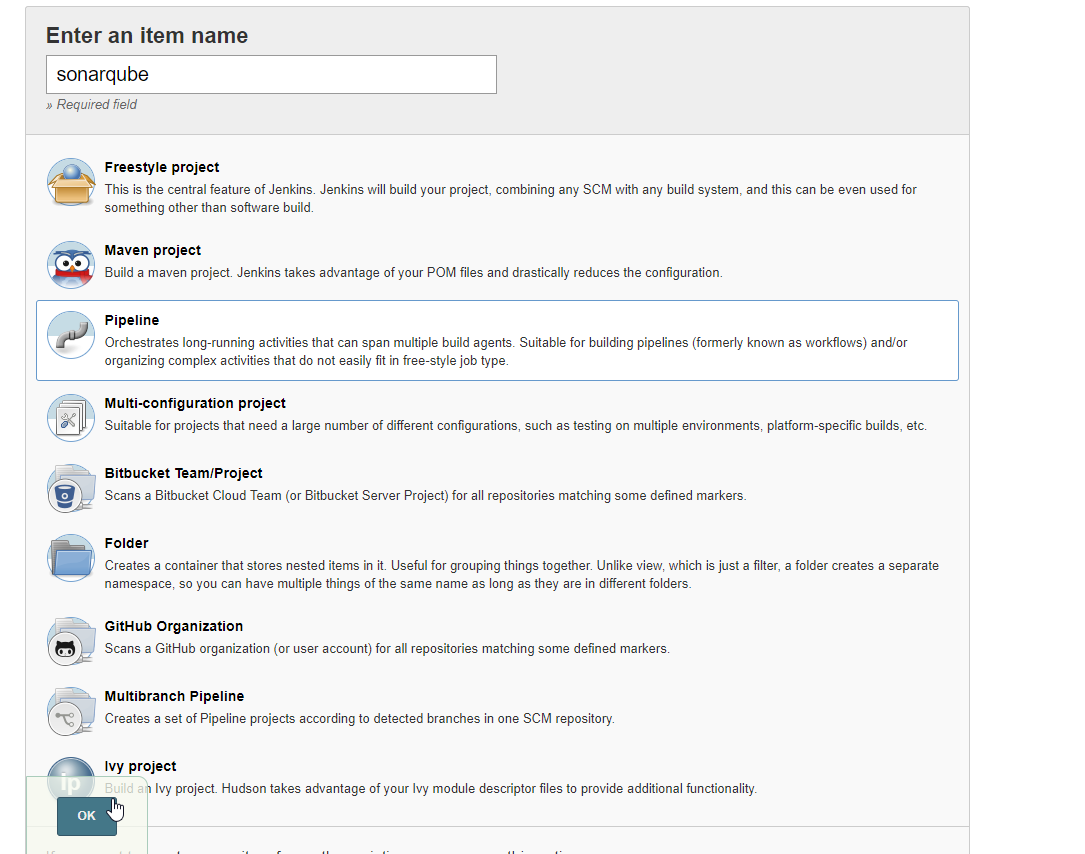 Enter an item name
sonarqube
» Required field
Freestyle project
This is the central feature of Jenkins. Jenkins will build your project, combining any SCM with any build system, and this can be even used for
something other than software build.
Maven project
Build a maven project. Jenkins takes advantage of your POM files and drastically reduces the configuration.
Pipeline
Orchestrates long-running activities that can span multiple build agents. Suitable for building pipelines (formerly known as workflows) and/or
organizing complex activities that do not easily fit in free-style job type.
Multi-configuration project
Suitable for projects that need a large number of different configurations, such as testing on multiple environments, platform-specific builds, etc.
Bitbucket Team/Project
Scans a Bitbucket Cloud Team (or Bitbucket Server Project) for all repositories matching some defined markers.
Folder
Creates a container that stores nested items in it. Useful for grouping things together. Unlike view, which is just a filter, a folder creates a separate
namespace, so you can have multiple things of the same name as long as they are in different folders.
GitHub Organization
Scans a GitHub organization (or user account) for all repositories matching some defined markers.
Multibranch Pipeline
Creates a set of Pipeline projects according to detected branches in one SCM repository.
Ivy project
ip
Build an Ivy project. Hudson takes advantage of your Ivy module descriptor files to provide additional functionality.
OK